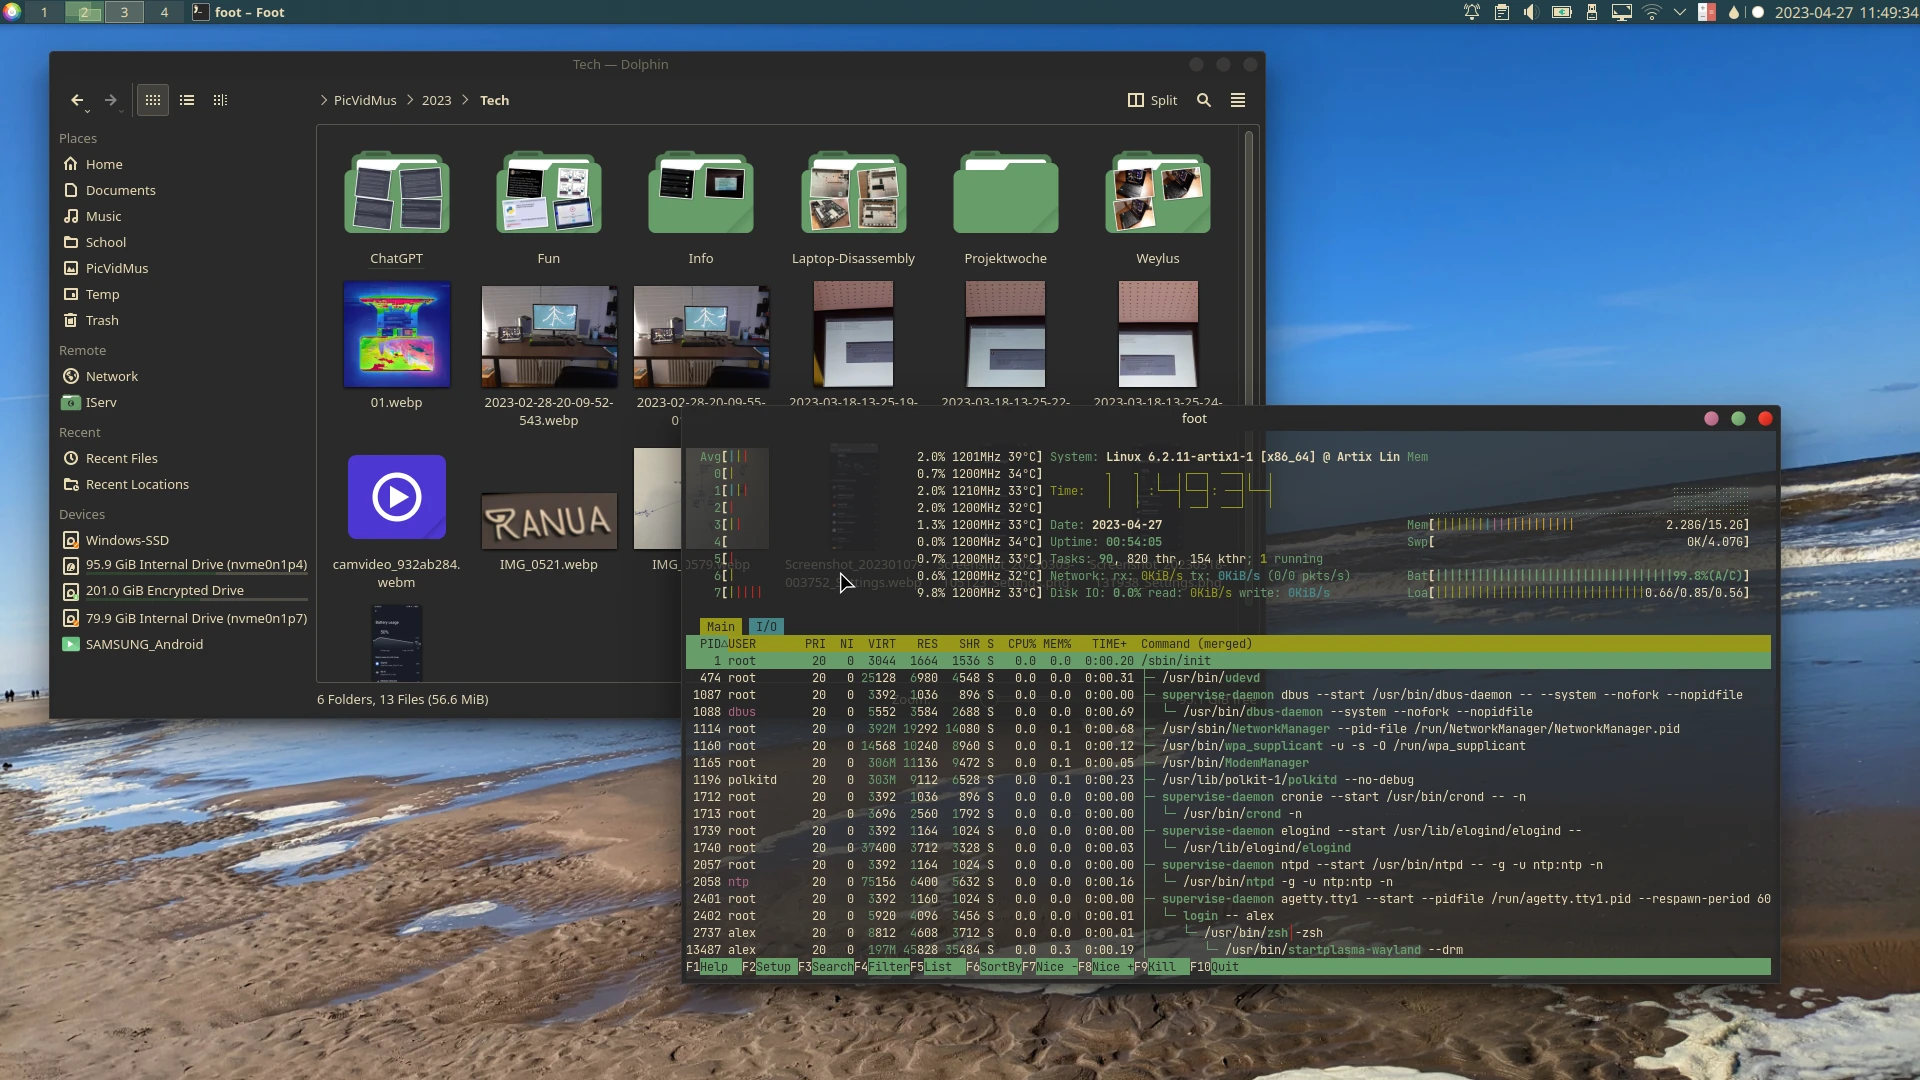 1 2 3 4 foot – Foot
2023-04-27 11:49:34
Tech — Dolphin
PicVidMus 2023 Tech
Split
Places
Home
Documents
Music
School
PicVidMus
Temp
Trash
Remote
Network
IServ
Recent
Recent Files
Recent Locations
Devices
Windows-SSD
95.9 GiB Internal Drive (nvme0n1p4)
201.0 GiB Encrypted Drive
79.9 GiB Internal Drive (nvme0n1p7)
SAMSUNG_Android
ChatGPT Fun Info Laptop-Disassembly Projektwoche Weylus
01.webp
2023-02-28-20-09-52-
543.webp
2023-02-28-20-09-55-
2023-03-18-13-25-19-
2023-03-18-13-25-22-
2023-03-18-13-25-24-
camvideo_932ab284.
webm
RANUA
IMG_0521.webp
IMG_0579.webp
Screenshot_20230107-
003752_Settings.webp
6 Folders, 13 Files (56.6 MiB)
foot
Avg[ 2.0% 1201MHz 39°C] System: Linux 6.2.11-artix1-1 [x86_64] @ Artix Lin Mem
0[ 0.7% 1200MHz 34°C]
1[ 2.0% 1210MHz 33°C] Time: 11:49:34
2[ 2.0% 1200MHz 32°C]
3[ 1.3% 1200MHz 33°C] Date: 2023-04-27 Mem[ 2.28G/15.2G]
4[ 0.0% 1200MHz 34°C] Uptime: 00:54:05 Swp[ 0K/4.07G]
5[ 0.7% 1200MHz 33°C] Tasks: 90, 820 thr, 154 kthr; 1 running
6[ 0.6% 1200MHz 32°C] Network: rx: 0KiB/s tx: 0KiB/s (0/0 pkts/s) Bat[99.8%(A/C)]
7[ 9.8% 1200MHz 33°C] Disk IO: 0.0% read: 0KiB/s write: 0KiB/s Loa[0.66/0.85/0.56]
Main I/O
PID△USER PRI NI VIRT RES SHR S CPU% MEM% TIME+ Command (merged)
1 root 20 0 3044 1664 1536 S 0.0 0.0 0:00.20 /sbin/init
474 root 20 0 25128 6980 4548 S 0.0 0.0 0:00.31 ├─ /usr/bin/udevd
1087 root 20 0 3392 1036 896 S 0.0 0.0 0:00.00 ├─ supervise-daemon dbus --start /usr/bin/dbus-daemon -- --system --nofork --nopidfile
1088 dbus 20 0 5552 3584 2688 S 0.0 0.0 0:00.69 │ └─ /usr/bin/dbus-daemon --system --nofork --nopidfile
1114 root 20 0 392M 19292 14080 S 0.0 0.1 0:00.68 ├─ /usr/sbin/NetworkManager --pid-file /run/NetworkManager/NetworkManager.pid
1160 root 20 0 14568 10240 8960 S 0.0 0.1 0:00.12 ├─ /usr/bin/wpa_supplicant -u -s -O /run/wpa_supplicant
1165 root 20 0 306M 11136 9472 S 0.0 0.1 0:00.05 ├─ /usr/bin/ModemManager
1196 polkitd 20 0 303M 9112 6528 S 0.0 0.1 0:00.23 ├─ /usr/lib/polkit-1/polkitd --no-debug
1712 root 20 0 3392 1036 896 S 0.0 0.0 0:00.00 ├─ supervise-daemon cronie --start /usr/bin/crond -- -n
1713 root 20 0 3696 2560 1792 S 0.0 0.0 0:00.00 │ └─ /usr/bin/crond -n
1739 root 20 0 3392 1164 1024 S 0.0 0.0 0:00.00 ├─ supervise-daemon elogind --start /usr/lib/elogind/elogind --
1740 root 20 0 37400 3712 3328 S 0.0 0.0 0:00.03 │ └─ /usr/lib/elogind/elogind
2057 root 20 0 3392 1164 1024 S 0.0 0.0 0:00.00 ├─ supervise-daemon ntpd --start /usr/bin/ntpd -- -g -u ntp:ntp -n
2058 ntp 20 0 75156 6400 5632 S 0.0 0.0 0:00.16 │ └─ /usr/bin/ntpd -g -u ntp:ntp -n
2401 root 20 0 3392 1160 1024 S 0.0 0.0 0:00.00 ├─ supervise-daemon agetty.tty1 --start --pidfile /run/agetty.tty1.pid --respawn-period 60
2402 root 20 0 5920 4096 3456 S 0.0 0.0 0:00.01 │ └─ login -- alex
2737 alex 20 0 8812 4608 3712 S 0.0 0.0 0:00.01 │ └─ /usr/bin/zsh│-zsh
13487 alex 20 0 197M 45828 35484 S 0.0 0.3 0:00.19 │ └─ /usr/bin/startplasma-wayland --drm
F1Help F2Setup F3SearchF4FilterF5List F6SortByF7Nice -F8Nice +F9Kill F10Quit